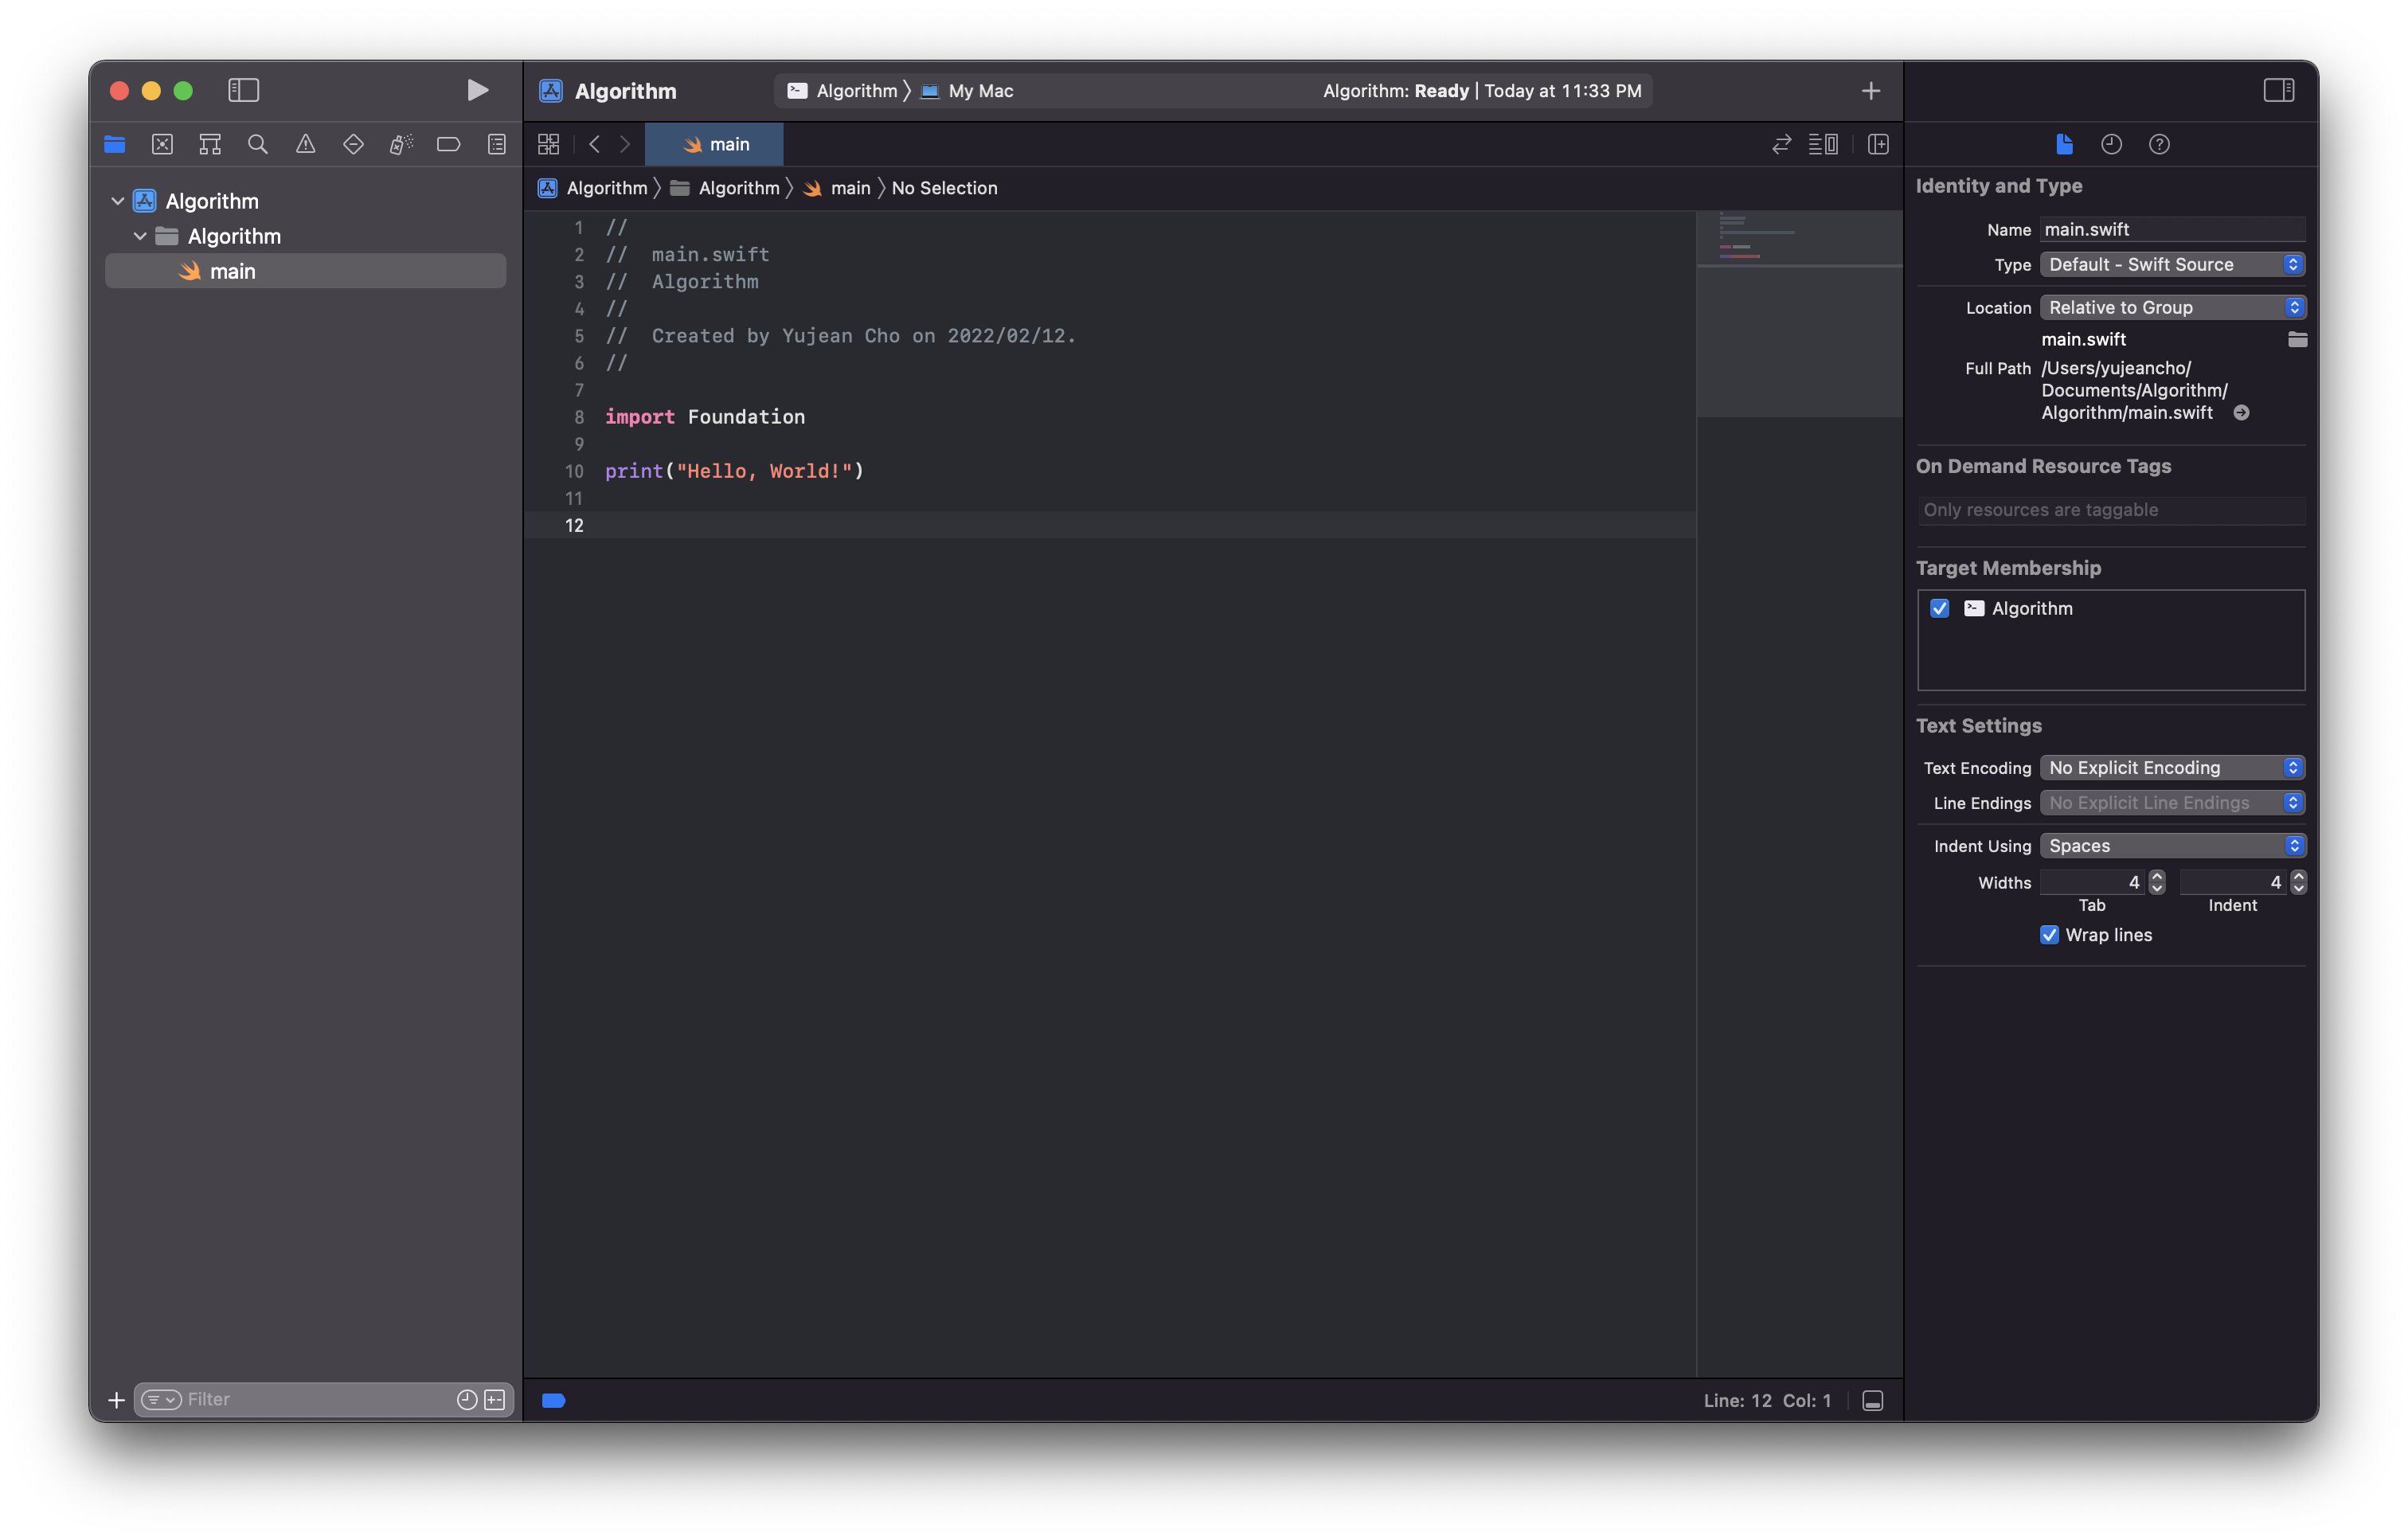 Algorithm
Algorithm 〉 My Mac
Algorithm: Ready | Today at 11:33 PM
main
Algorithm
Algorithm
main
Algorithm 〉 Algorithm 〉 main 〉 No Selection
1 //
2 //  main.swift
3 //  Algorithm
4 //
5 //  Created by Yujean Cho on 2022/02/12.
6 //
7
8 import Foundation
9
10 print("Hello, World!")
11
12
Filter
Line: 12 Col: 1
Identity and Type
Name main.swift
Type Default - Swift Source
Location Relative to Group
main.swift
Full Path /Users/yujeancho/
Documents/Algorithm/
Algorithm/main.swift
On Demand Resource Tags
Only resources are taggable
Target Membership
Algorithm
Text Settings
Text Encoding No Explicit Encoding
Line Endings No Explicit Line Endings
Indent Using Spaces
Widths 4 4
Tab Indent
Wrap lines